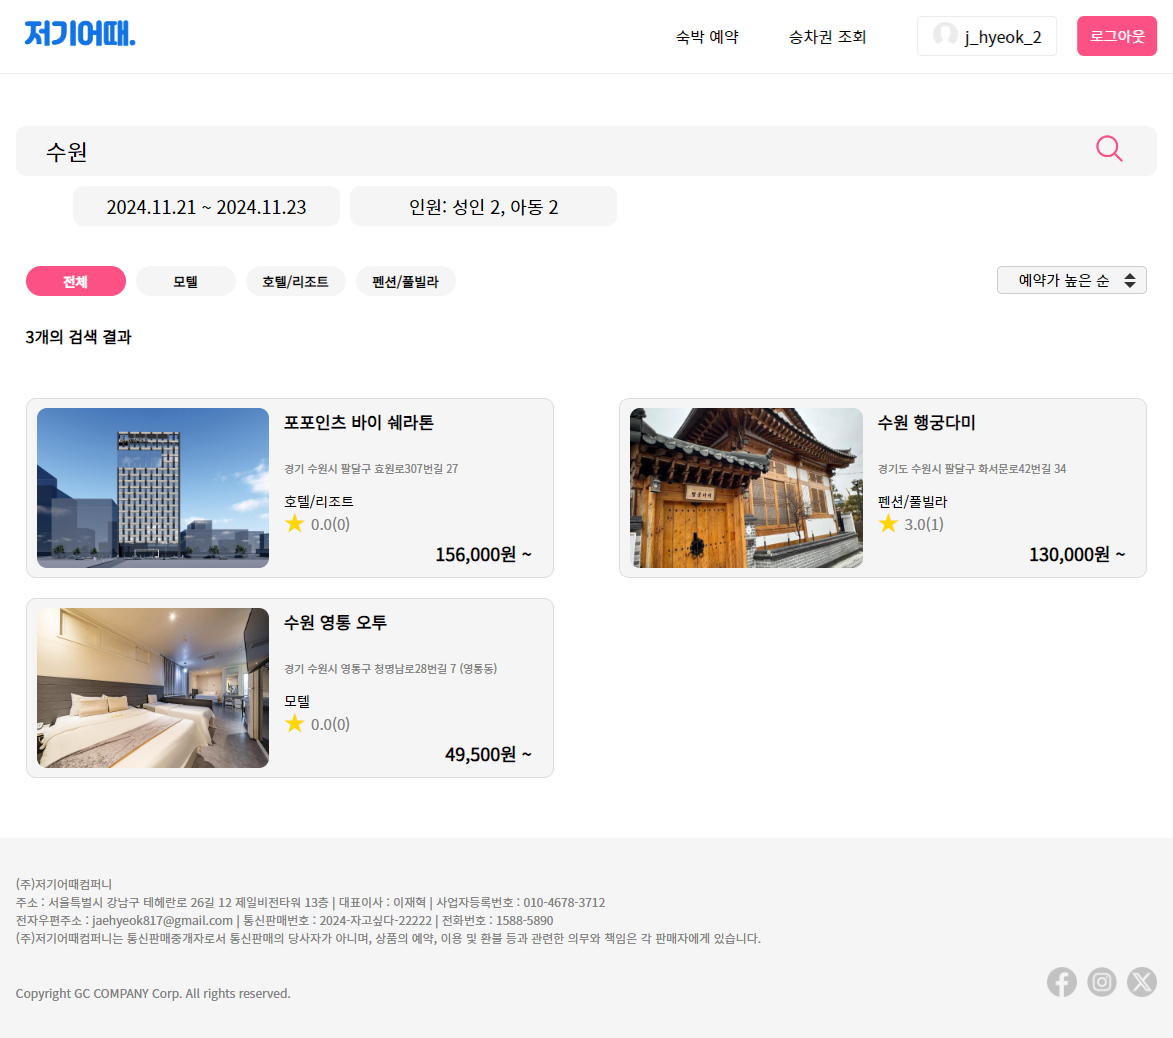 저기어때.
숙박 예약
승차권 조회
j_hyeok_2
로그아웃
수원
2024.11.21 ~ 2024.11.23
인원: 성인 2, 아동 2
전체
모텔
호텔/리조트
펜션/풀빌라
예약가 높은 순
3개의 검색 결과
포포인츠 바이 쉐라톤
경기 수원시 팔달구 효원로307번길 27
호텔/리조트
0.0(0)
156,000원 ~
수원 행궁다미
경기도 수원시 팔달구 화서문로42번길 34
펜션/풀빌라
3.0(1)
130,000원 ~
수원 영통 오투
경기 수원시 영통구 청명남로28번길 7 (영통동)
모텔
0.0(0)
49,500원 ~
(주)저기어때컴퍼니
주소 : 서울특별시 강남구 테헤란로 26길 12 제일비전타워 13층 | 대표이사 : 이재혁 | 사업자등록번호 : 010-4678-3712
전자우편주소 : jaehyeok817@gmail.com | 통신판매번호 : 2024-자고싶다-22222 | 전화번호 : 1588-5890
(주)저기어때컴퍼니는 통신판매중개자로서 통신판매의 당사자가 아니며, 상품의 예약, 이용 및 환불 등과 관련한 의무와 책임은 각 판매자에게 있습니다.
Copyright GC COMPANY Corp. All rights reserved.